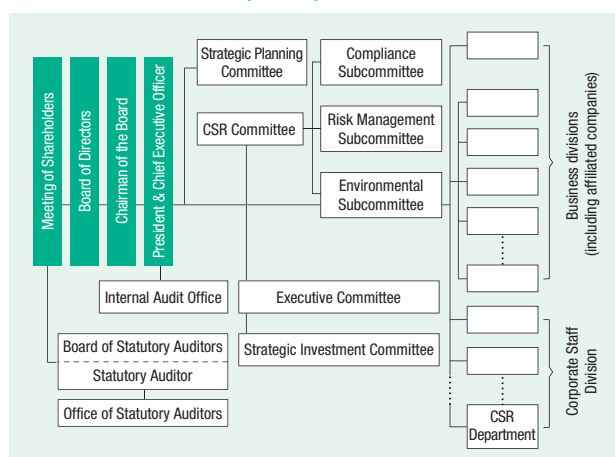 Meeting of Shareholders
Board of Directors
Chairman of the Board
President & Chief Executive Officer
Strategic Planning
Committee
CSR Committee
Compliance
Subcommittee
Risk Management
Subcommittee
Environmental
Subcommittee
Business divisions
(including affiliated companies)
Internal Audit Office
Executive Committee
Board of Statutory Auditors
Strategic Investment Committee
Statutory Auditor
Office of Statutory Auditors
Corporate Staff
Division
CSR
Department